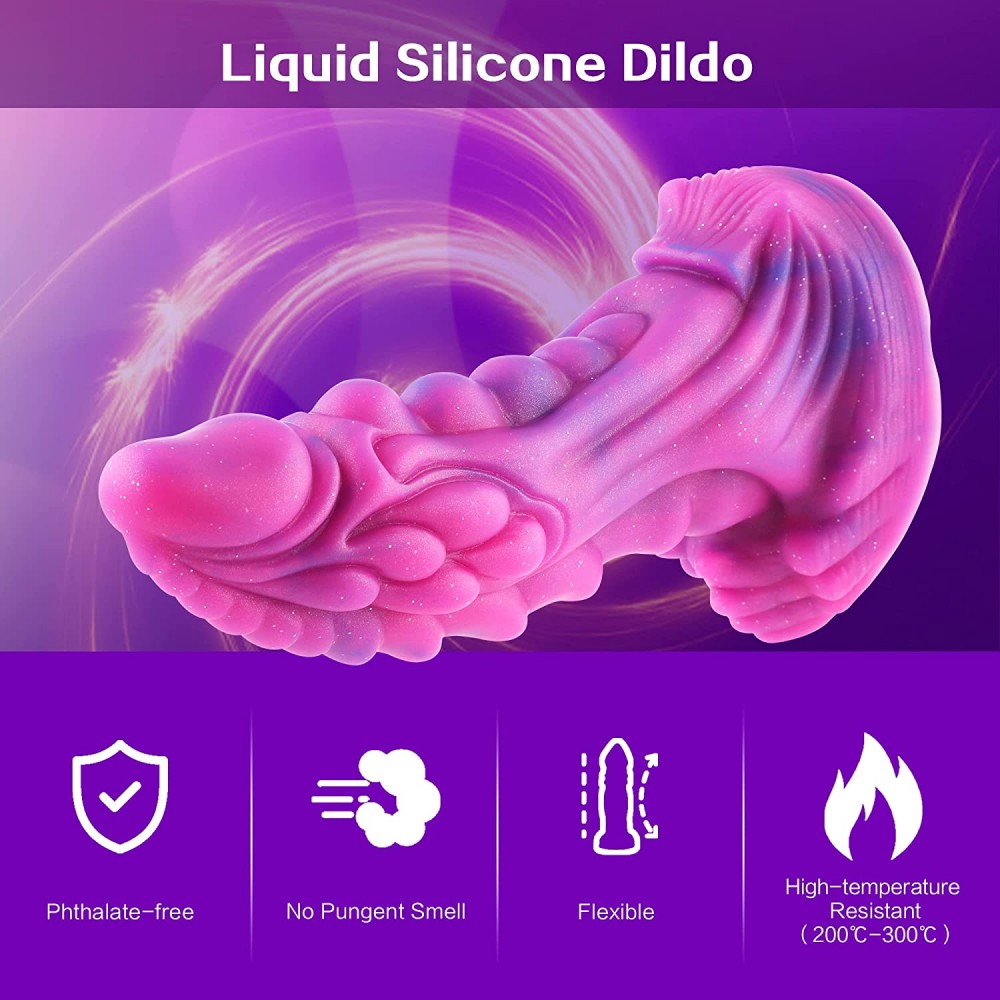 Liquid Silicone Dildo
Phthalate-free
No Pungent Smell
Flexible
High-temperature
Resistant
(200℃-300℃)